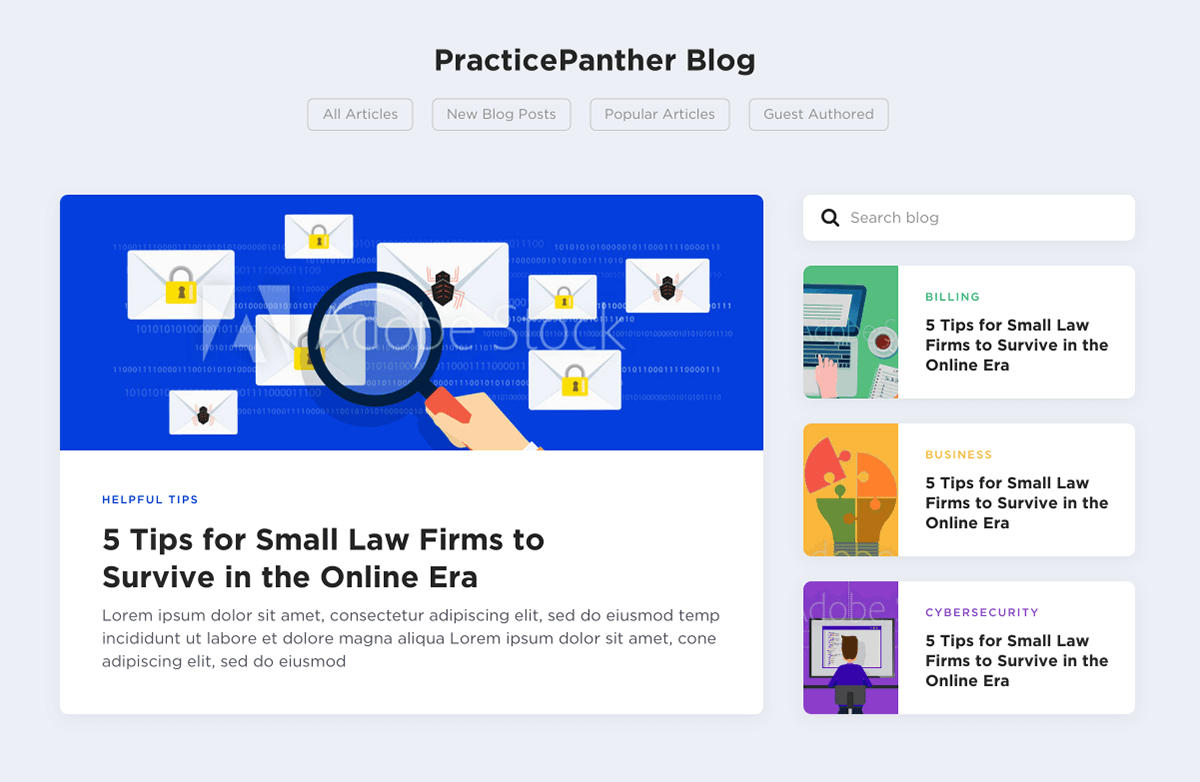 PracticePanther Blog
All Articles
New Blog Posts
Popular Articles
Guest Authored
Adobe Stock
HELPFUL TIPS
5 Tips for Small Law Firms to
Survive in the Online Era
Lorem ipsum dolor sit amet, consectetur adipiscing elit, sed do eiusmod temp
incididunt ut labore et dolore magna aliqua Lorem ipsum dolor sit amet, cone
adipiscing elit, sed do eiusmod
Search blog
BILLING
5 Tips for Small Law
Firms to Survive in the
Online Era
BUSINESS
5 Tips for Small Law
Firms to Survive in the
Online Era
CYBERSECURITY
5 Tips for Small Law
Firms to Survive in the
Online Era